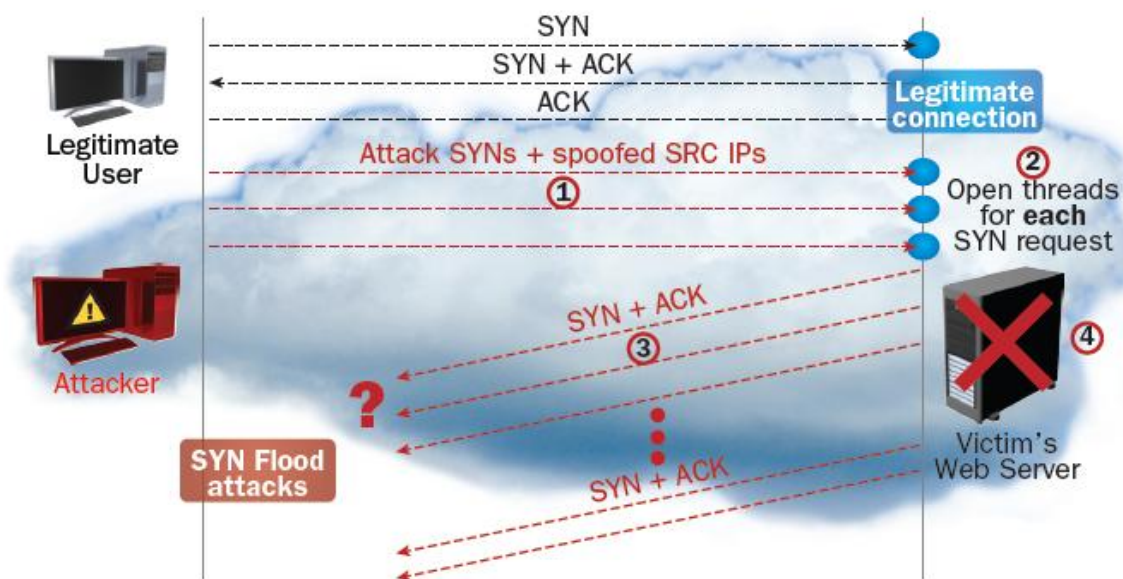 SYN
SYN + ACK
ACK
Legitimate
User
Legitimate
connection
Attack SYNs + spoofed SRC IPs
1
2
Open threads
for each
SYN request
Attacker
SYN + ACK
3
?
4
Victim's
Web Server
SYN Flood
attacks
SYN + ACK